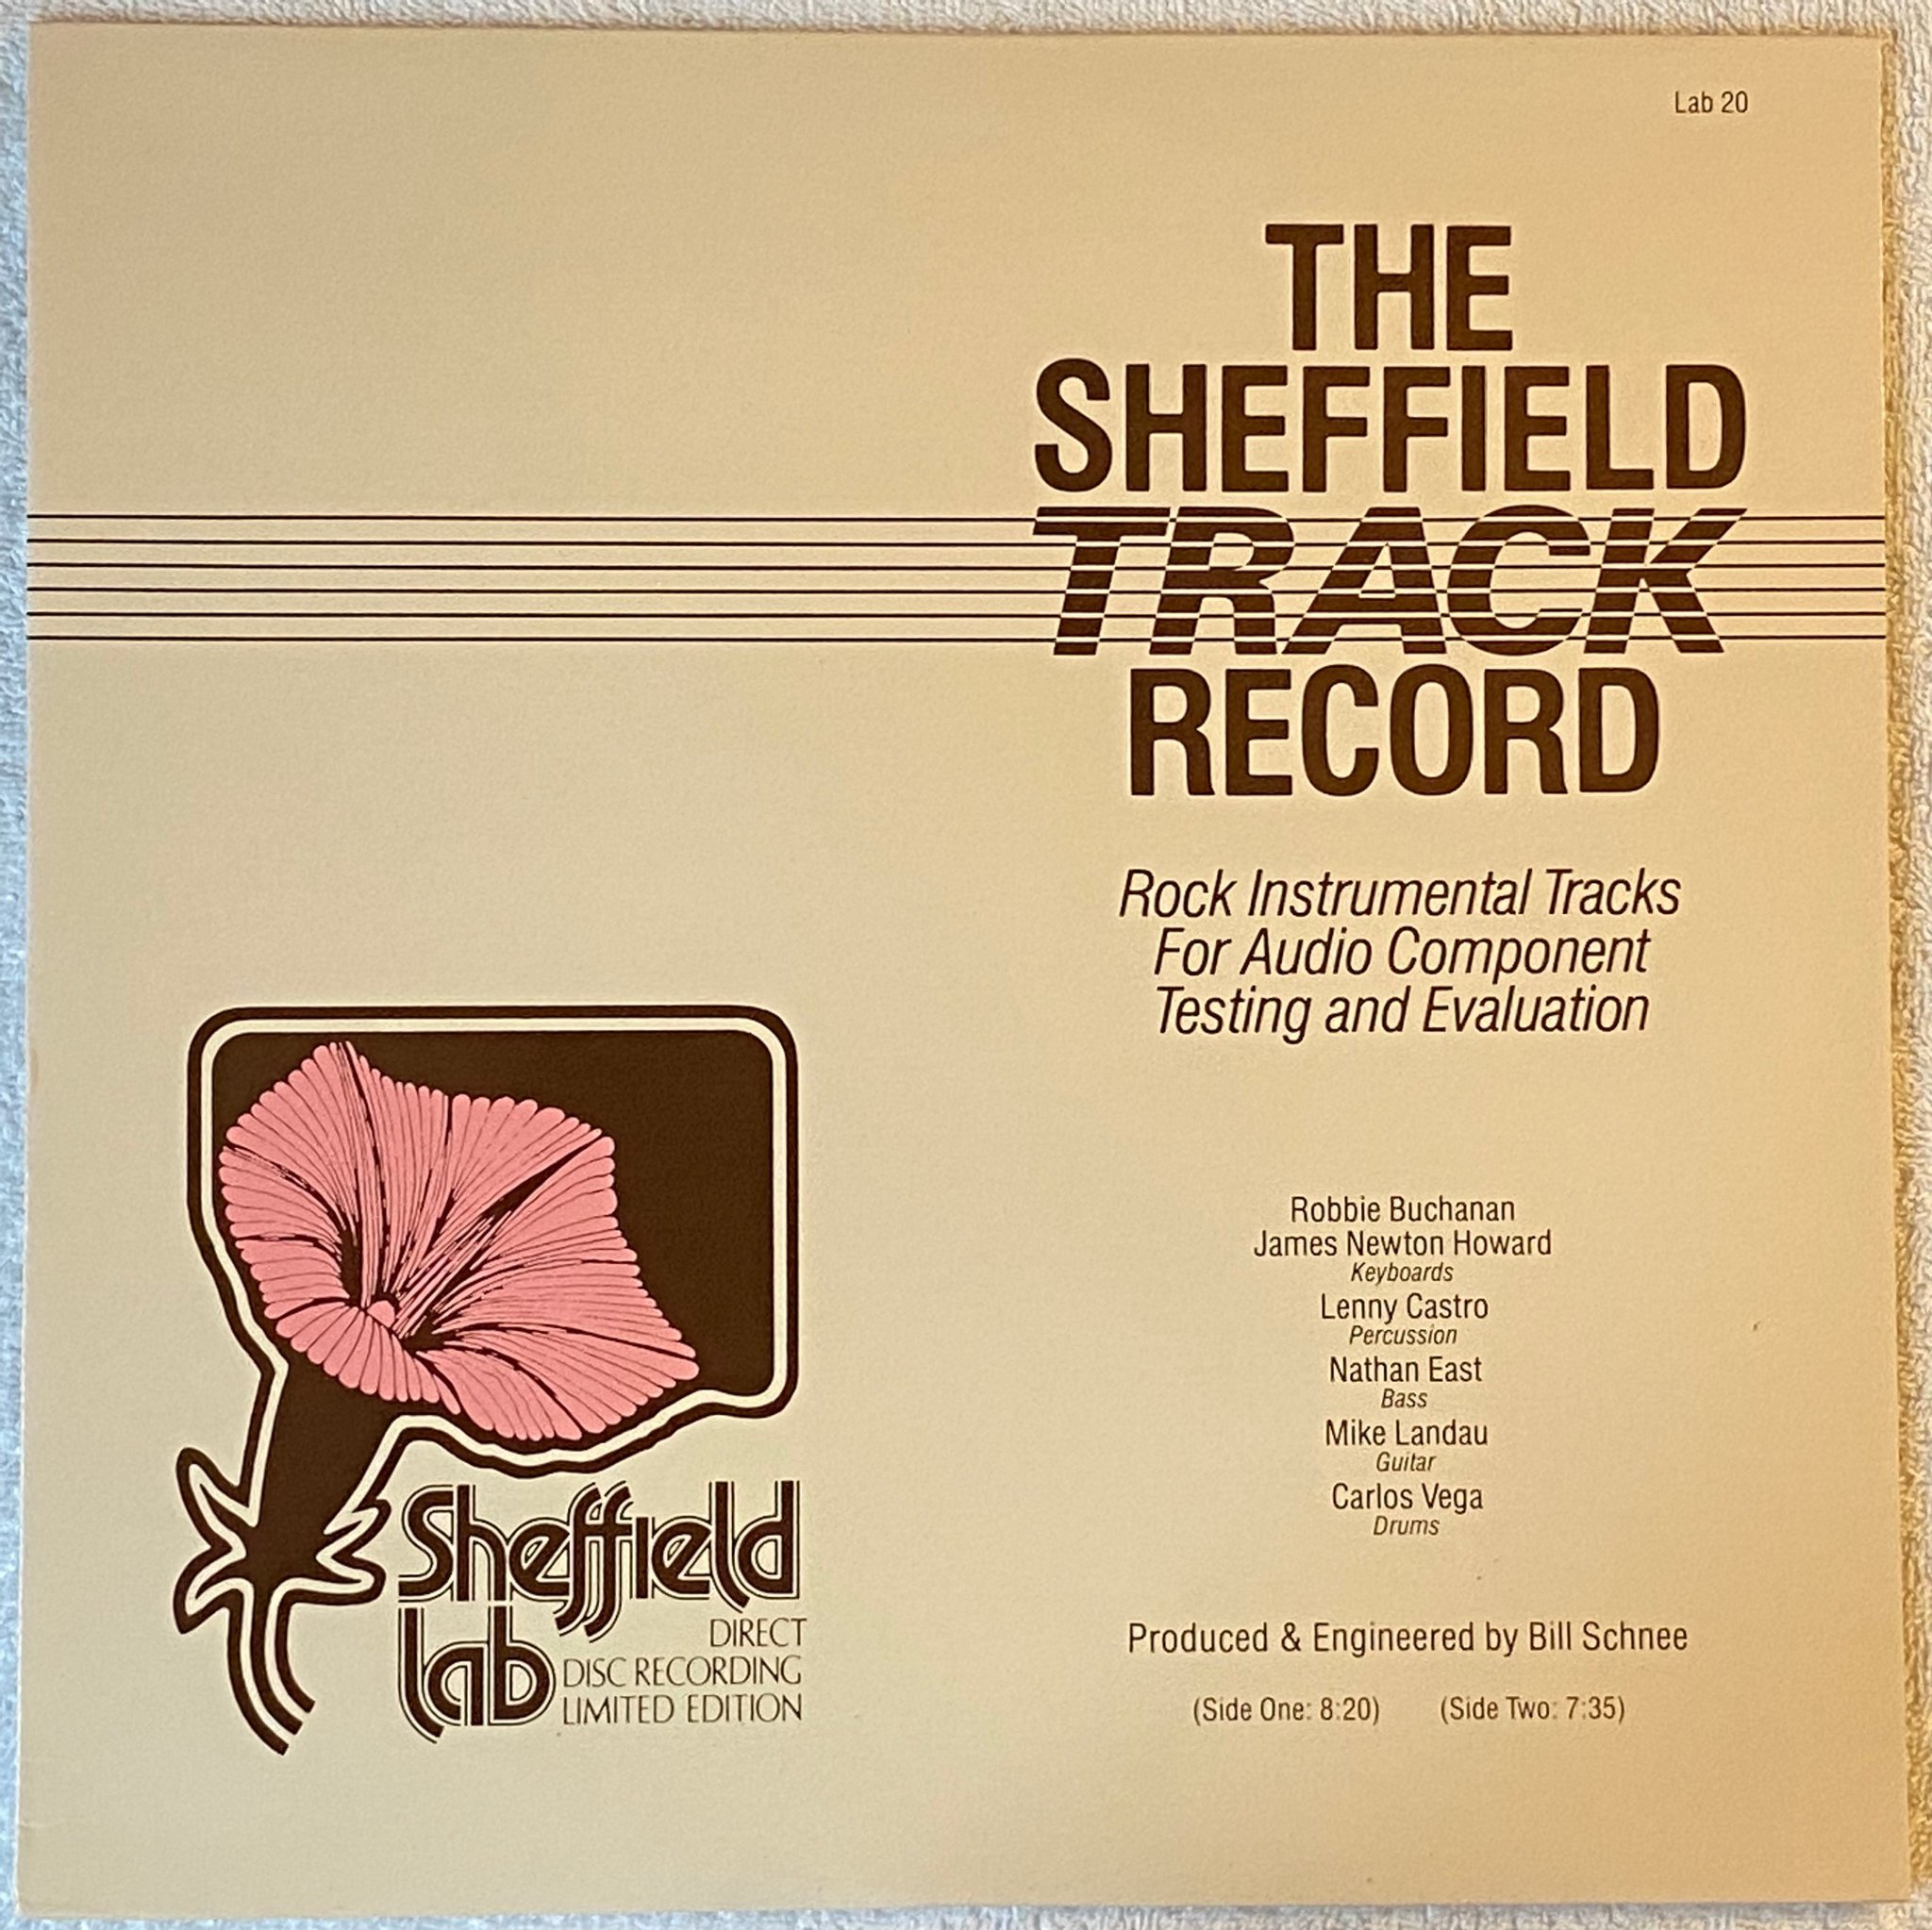 Lab 20
THE
SHEFFIELD
TRACK
RECORD
Rock Instrumental Tracks
For Audio Component
Testing and Evaluation
Robbie Buchanan
James Newton Howard
Keyboards
Lenny Castro
Percussion
Nathan East
Bass
Mike Landau
Guitar
Carlos Vega
Drums
Produced & Engineered by Bill Schnee
(Side One: 8:20) (Side Two: 7:35)
Sheffield
lab
DIRECT
DISC RECORDING
LIMITED EDITION